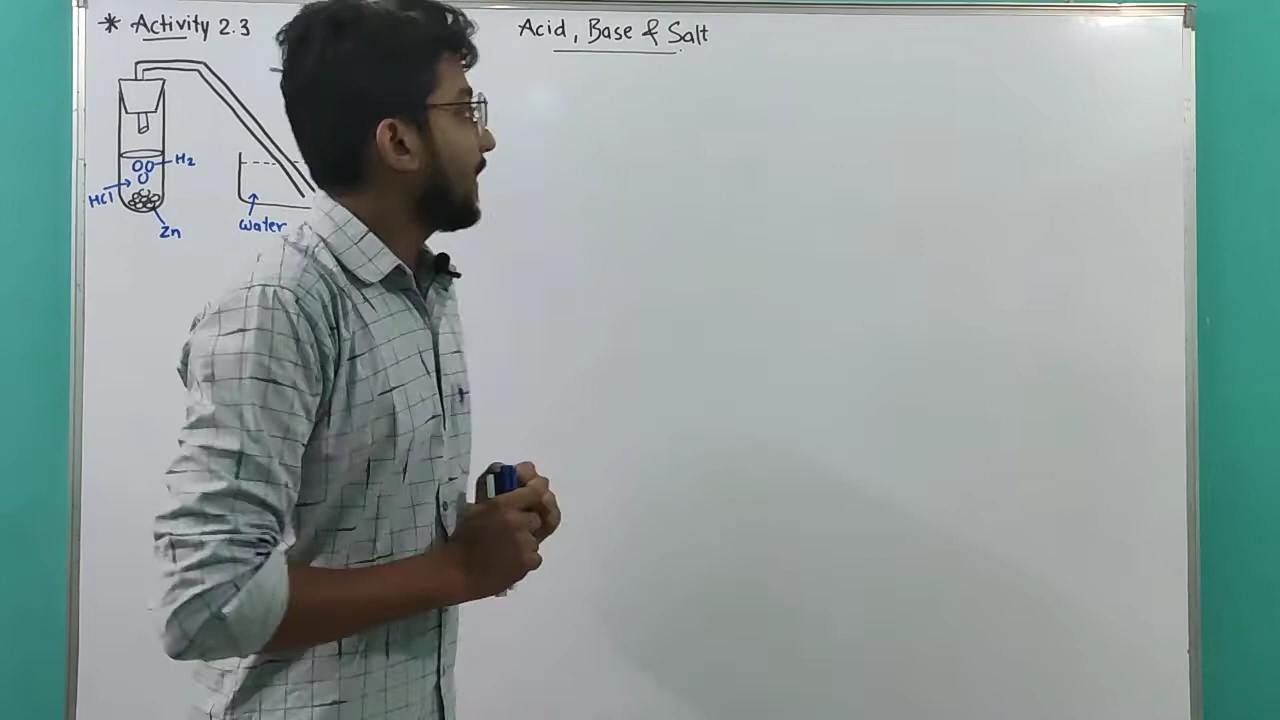 * Activity 2.3
Acid, Base & Salt
H₂
HCl
Zn
water